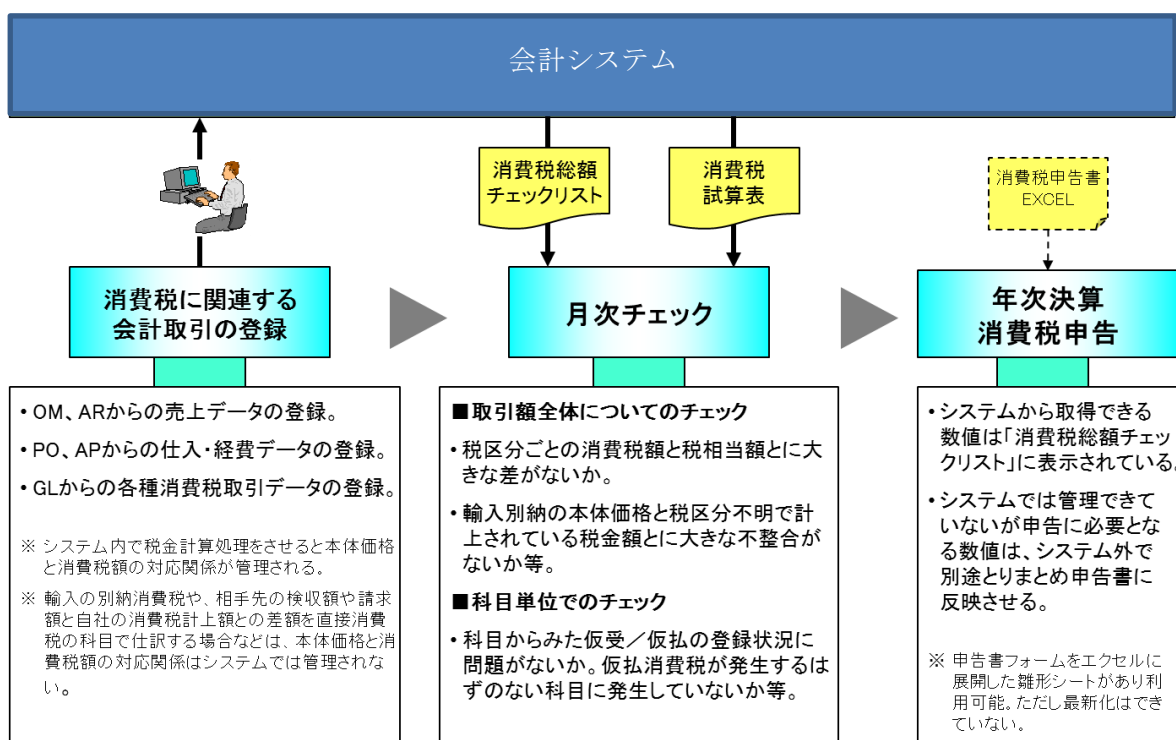 会計システム
消費税総額
チェックリスト
消費税
試算表
消費税申告書
EXCEL
消費税に関連する
会計取引の登録
月次チェック
年次決算
消費税申告
・OM、ARからの売上データの登録。
・PO、APからの仕入・経費データの登録。
・GLからの各種消費税取引データの登録。
※ システム内で税金計算処理をさせると本体価格
と消費税額の対応関係が管理される。
※ 輸入の別納消費税や、相手先の検収額や請求
額と自社の消費税計上額との差額を直接消費
税の科目で仕訳する場合などは、本体価格と消
費税額の対応関係はシステムでは管理されな
い。
■取引額全体についてのチェック
・税区分ごとの消費税額と税相当額とに大
きな差がないか。
・輸入別納の本体価格と税区分不明で計
上されている税金額とに大きな不整合が
ないか等。
■科目単位でのチェック
・科目からみた仮受／仮払の登録状況に
問題がないか。仮払消費税が発生するは
ずのない科目に発生していないか等。
・システムから取得できる
数値は「消費税総額チェッ
クリスト」に表示されている。
・システムでは管理できて
いないが申告に必要とな
る数値は、システム外で
別途とりまとめ申告書に
反映させる。
※ 申告書フォームをエクセルに
展開した雛形シートがあり利
用可能。ただし最新化はでき
ていない。